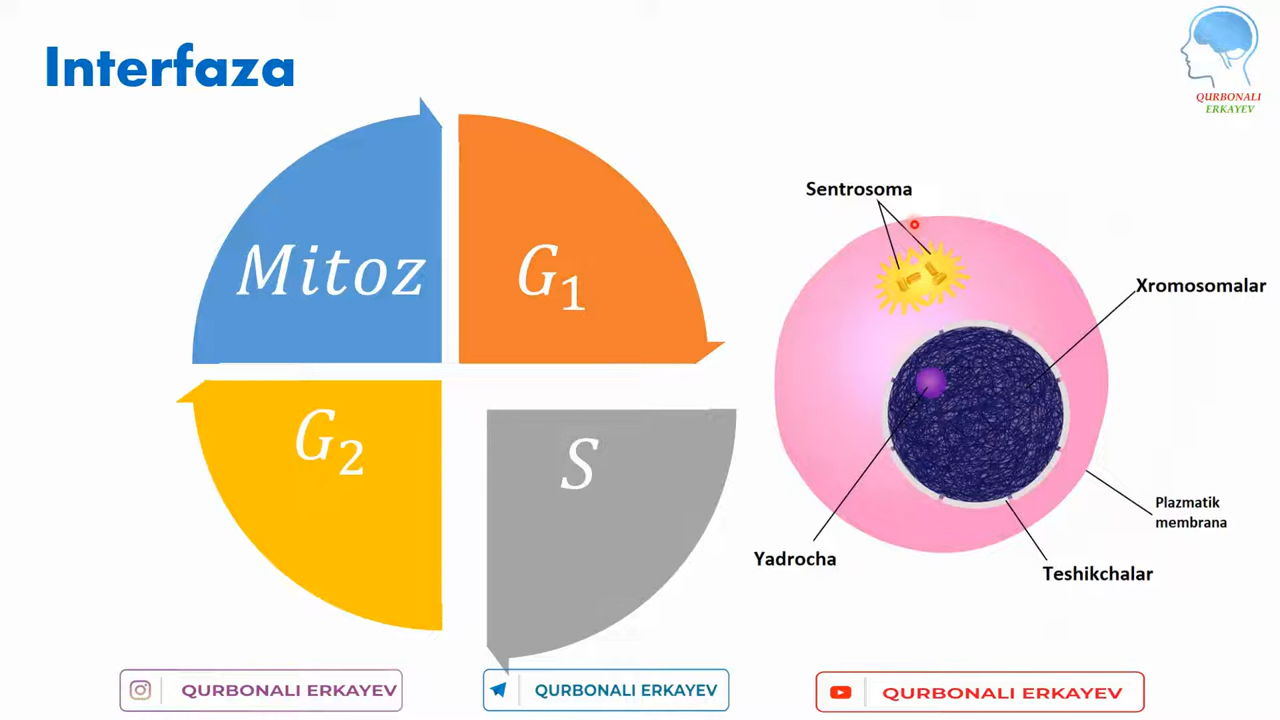 Interfaza
QURBONALI
ERKAYEV
Mitoz
G₁
G₂
S
Sentrosoma
Xromosomalar
Plazmatik
membrana
Yadrocha
Teshikchalar
QURBONALI ERKAYEV
QURBONALI ERKAYEV
QURBONALI ERKAYEV